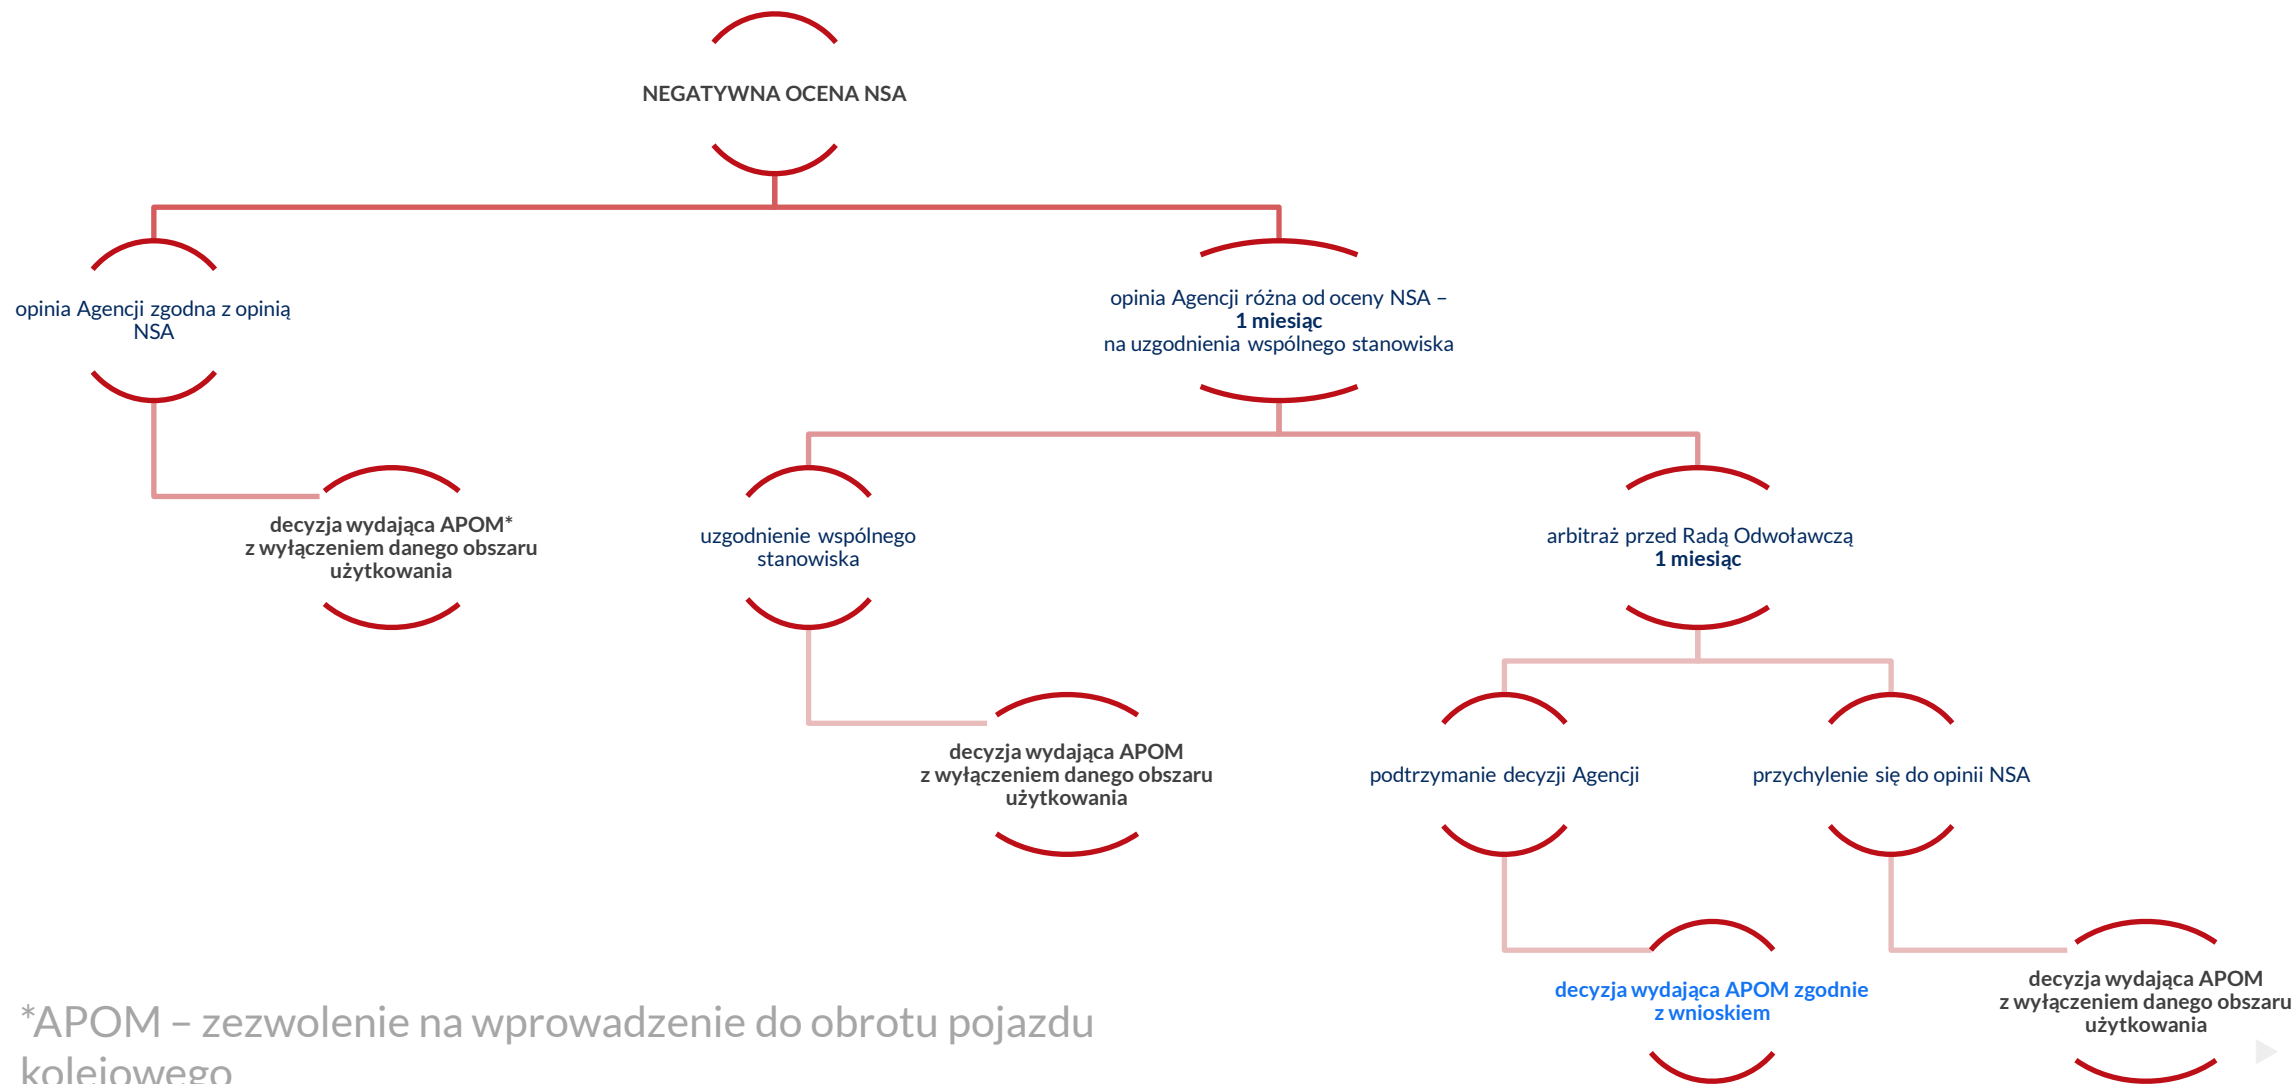 NEGATYWNA OCENA NSA
opinia Agencji zgodna z opinią
NSA
opinia Agencji różna od oceny NSA –
1 miesiąc
na uzgodnienia wspólnego stanowiska
decyzja wydająca APOM*
z wyłączeniem danego obszaru
użytkowania
uzgodnienie wspólnego
stanowiska
arbitraż przed Radą Odwoławczą
1 miesiąc
decyzja wydająca APOM
z wyłączeniem danego obszaru
użytkowania
podtrzymanie decyzji Agencji
przychylenie się do opinii NSA
decyzja wydająca APOM zgodnie
z wnioskiem
decyzja wydająca APOM
z wyłączeniem danego obszaru
użytkowania
*APOM – zezwolenie na wprowadzenie do obrotu pojazdu
kolejowego